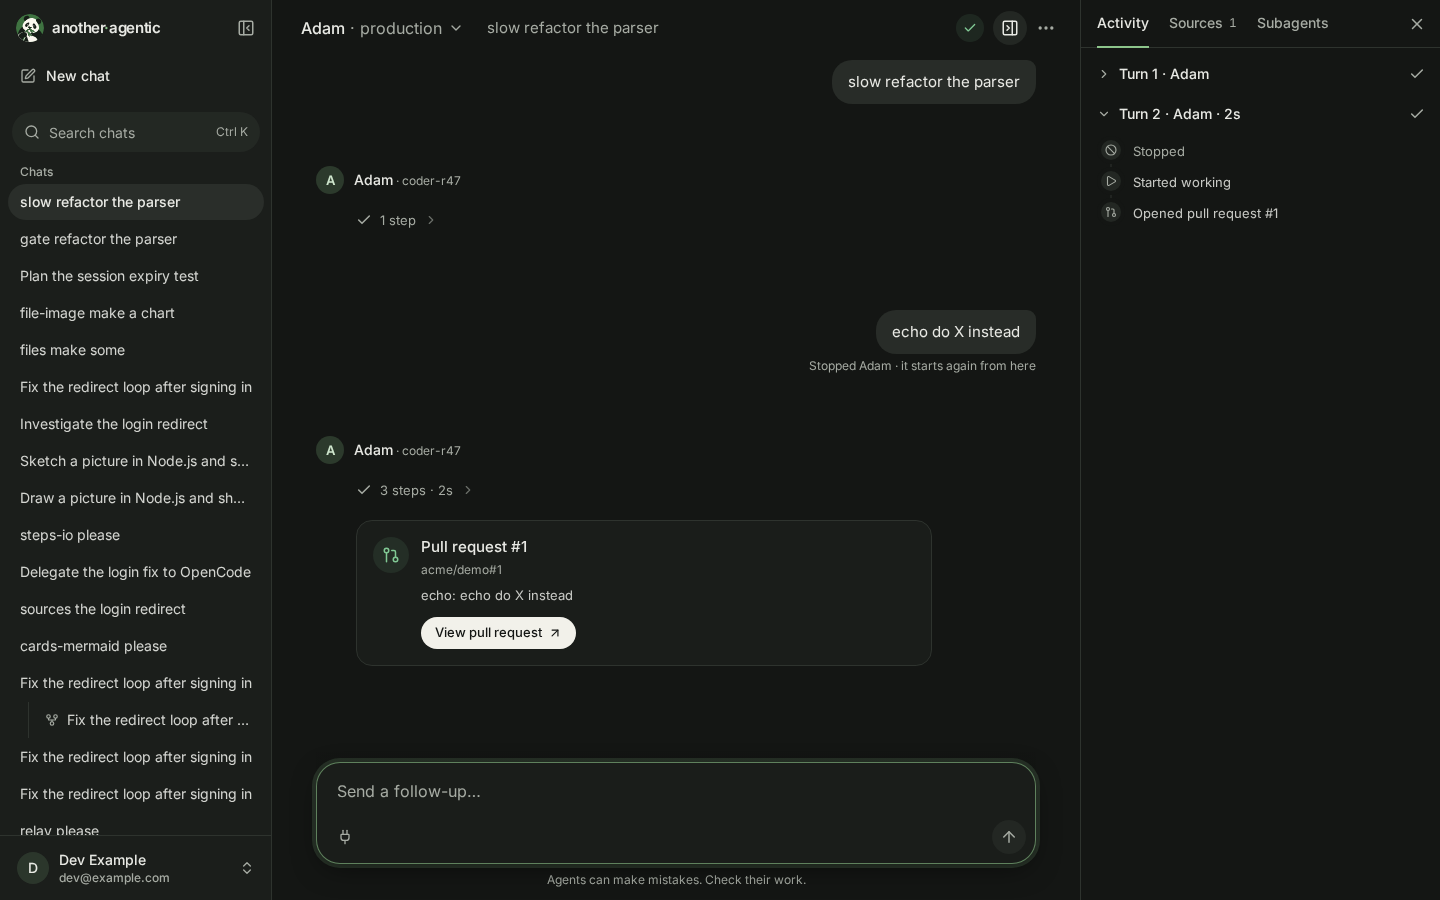 another·agentic
New chat
Search chats Ctrl K
Chats
slow refactor the parser
gate refactor the parser
Plan the session expiry test
file-image make a chart
files make some
Fix the redirect loop after signing in
Investigate the login redirect
Sketch a picture in Node.js and s...
Draw a picture in Node.js and sh...
steps-io please
Delegate the login fix to OpenCode
sources the login redirect
cards-mermaid please
Fix the redirect loop after signing in
Fix the redirect loop after ...
Fix the redirect loop after signing in
Fix the redirect loop after signing in
relay please
D
Dev Example
dev@example.com
Adam · production
slow refactor the parser
slow refactor the parser
A
Adam · coder-r47
1 step
echo do X instead
Stopped Adam · it starts again from here
A
Adam · coder-r47
3 steps · 2s
Pull request #1
acme/demo#1
echo: echo do X instead
View pull request
Send a follow-up...
Agents can make mistakes. Check their work.
Activity Sources 1 Subagents
Turn 1 · Adam
Turn 2 · Adam · 2s
Stopped
Started working
Opened pull request #1